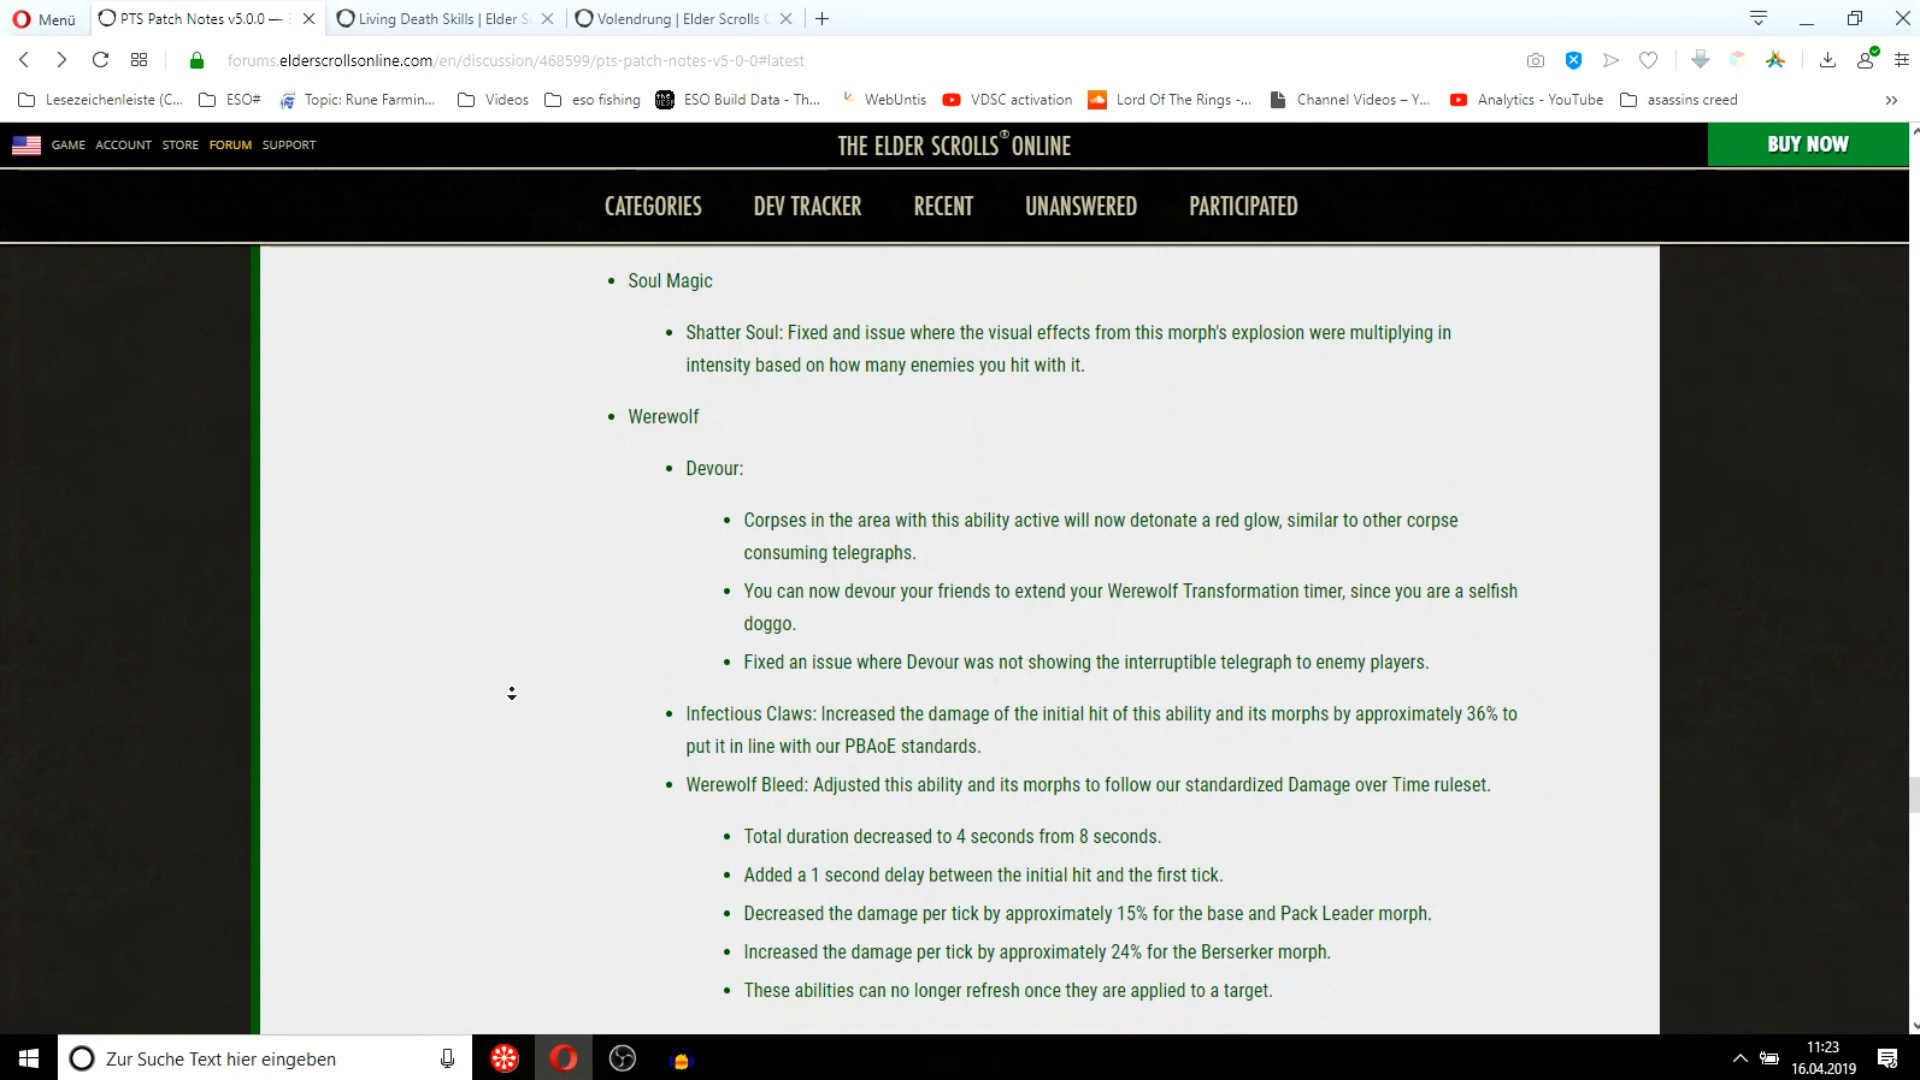 Menü
PTS Patch Notes v5.0.0 —
Living Death Skills | Elder S
Volendrung | Elder Scrolls
forums.elderscrollsonline.com/en/discussion/468599/pts-patch-notes-v5-0-0#latest
Lesezeichenleiste (C...
ESO#
Topic: Rune Farmin...
Videos
eso fishing
ESO Build Data - Th...
WebUntis
VDSC activation
Lord Of The Rings -...
Channel Videos – Y...
Analytics - YouTube
asassins creed
GAME ACCOUNT STORE FORUM SUPPORT
THE ELDER SCROLLS® ONLINE
BUY NOW
CATEGORIES DEV TRACKER RECENT UNANSWERED PARTICIPATED
• Soul Magic
• Shatter Soul: Fixed and issue where the visual effects from this morph's explosion were multiplying in
intensity based on how many enemies you hit with it.
• Werewolf
• Devour:
• Corpses in the area with this ability active will now detonate a red glow, similar to other corpse
consuming telegraphs.
• You can now devour your friends to extend your Werewolf Transformation timer, since you are a selfish
doggo.
• Fixed an issue where Devour was not showing the interruptible telegraph to enemy players.
• Infectious Claws: Increased the damage of the initial hit of this ability and its morphs by approximately 36% to
put it in line with our PBAoE standards.
• Werewolf Bleed: Adjusted this ability and its morphs to follow our standardized Damage over Time ruleset.
• Total duration decreased to 4 seconds from 8 seconds.
• Added a 1 second delay between the initial hit and the first tick.
• Decreased the damage per tick by approximately 15% for the base and Pack Leader morph.
• Increased the damage per tick by approximately 24% for the Berserker morph.
• These abilities can no longer refresh once they are applied to a target.
Zur Suche Text hier eingeben
11:23
16.04.2019